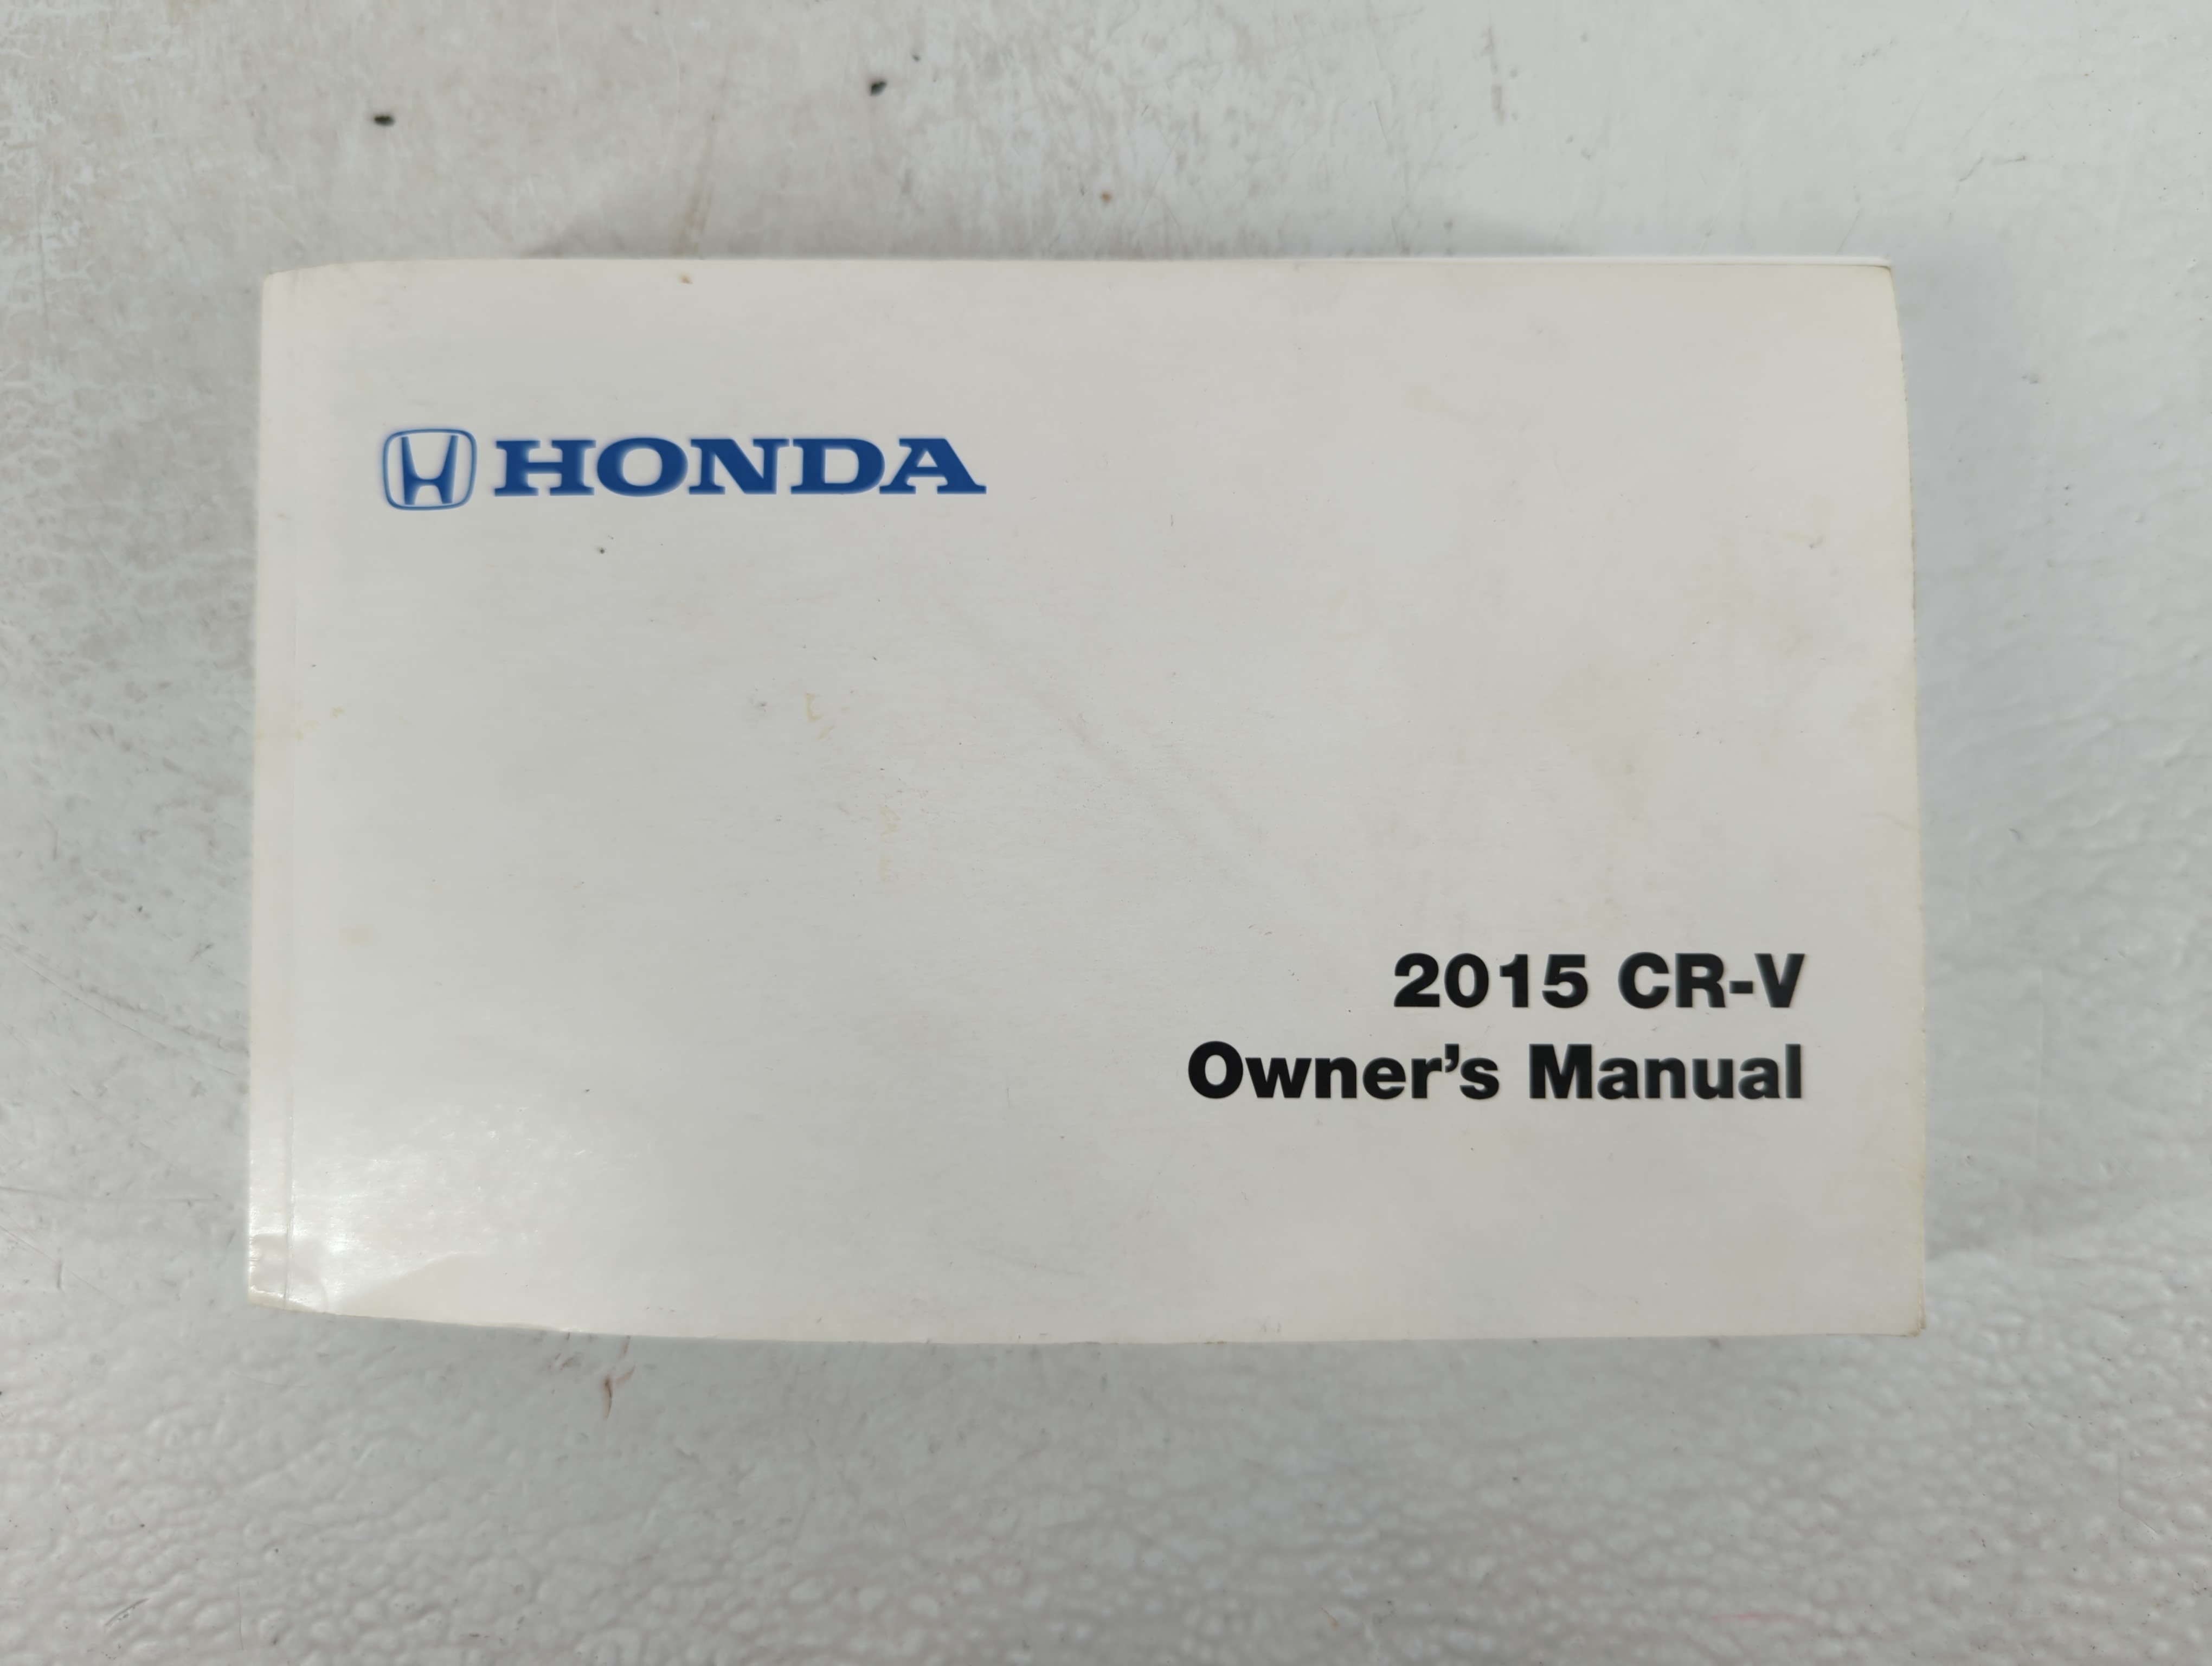 HONDA
2015 CR-V
Owner's Manual